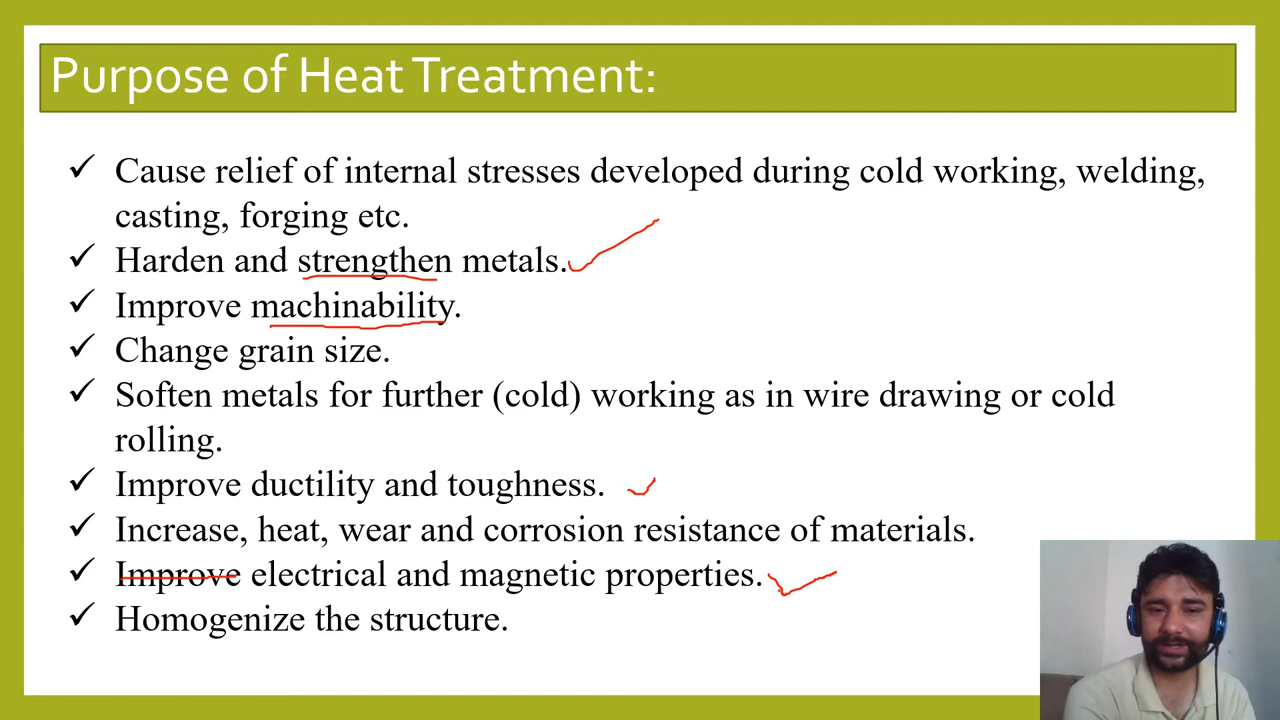 Purpose of Heat Treatment:
✓ Cause relief of internal stresses developed during cold working, welding,
casting, forging etc.
✓ Harden and strengthen metals.
✓ Improve machinability.
✓ Change grain size.
✓ Soften metals for further (cold) working as in wire drawing or cold
rolling.
✓ Improve ductility and toughness.
✓ Increase, heat, wear and corrosion resistance of materials.
✓ Improve electrical and magnetic properties.
✓ Homogenize the structure.